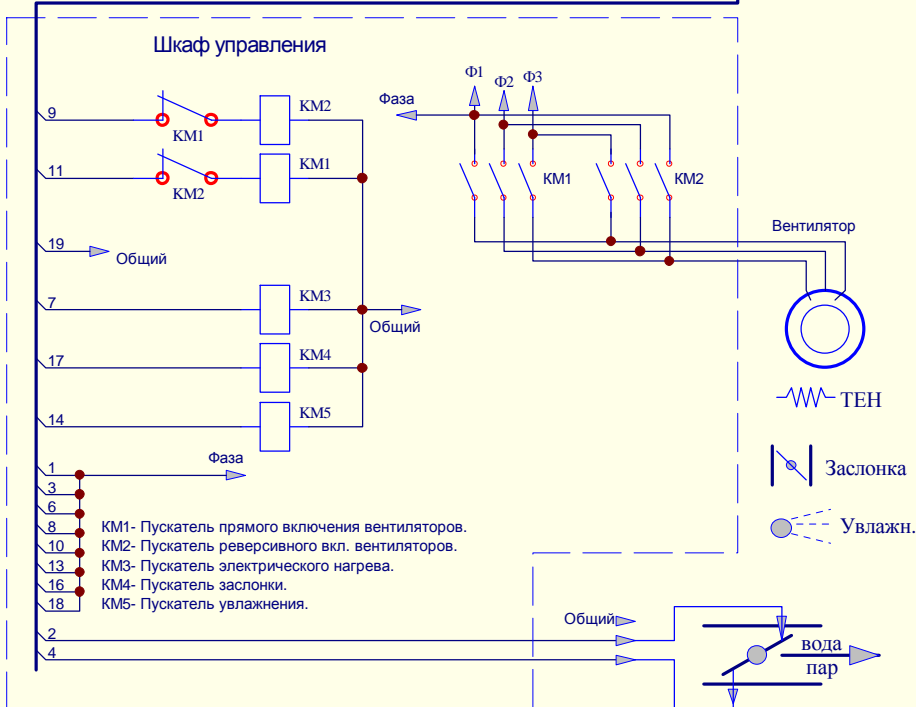 Шкаф управления
Ф1
Ф2
Ф3
Фаза
9
КМ2
КМ1
11
КМ1
КМ2
КМ1
КМ2
19
Общий
Вентилятор
7
КМ3
Общий
17
КМ4
ТЕН
14
КМ5
Фаза
Заслонка
1
3
6
8
КМ1- Пускатель прямого включения вентиляторов.
Увлажн.
10
КМ2- Пускатель реверсивного вкл. вентиляторов.
13
КМ3- Пускатель электрического нагрева.
16
КМ4- Пускатель заслонки.
18
КМ5- Пускатель увлажнения.
Общий
2
4
вода
пар